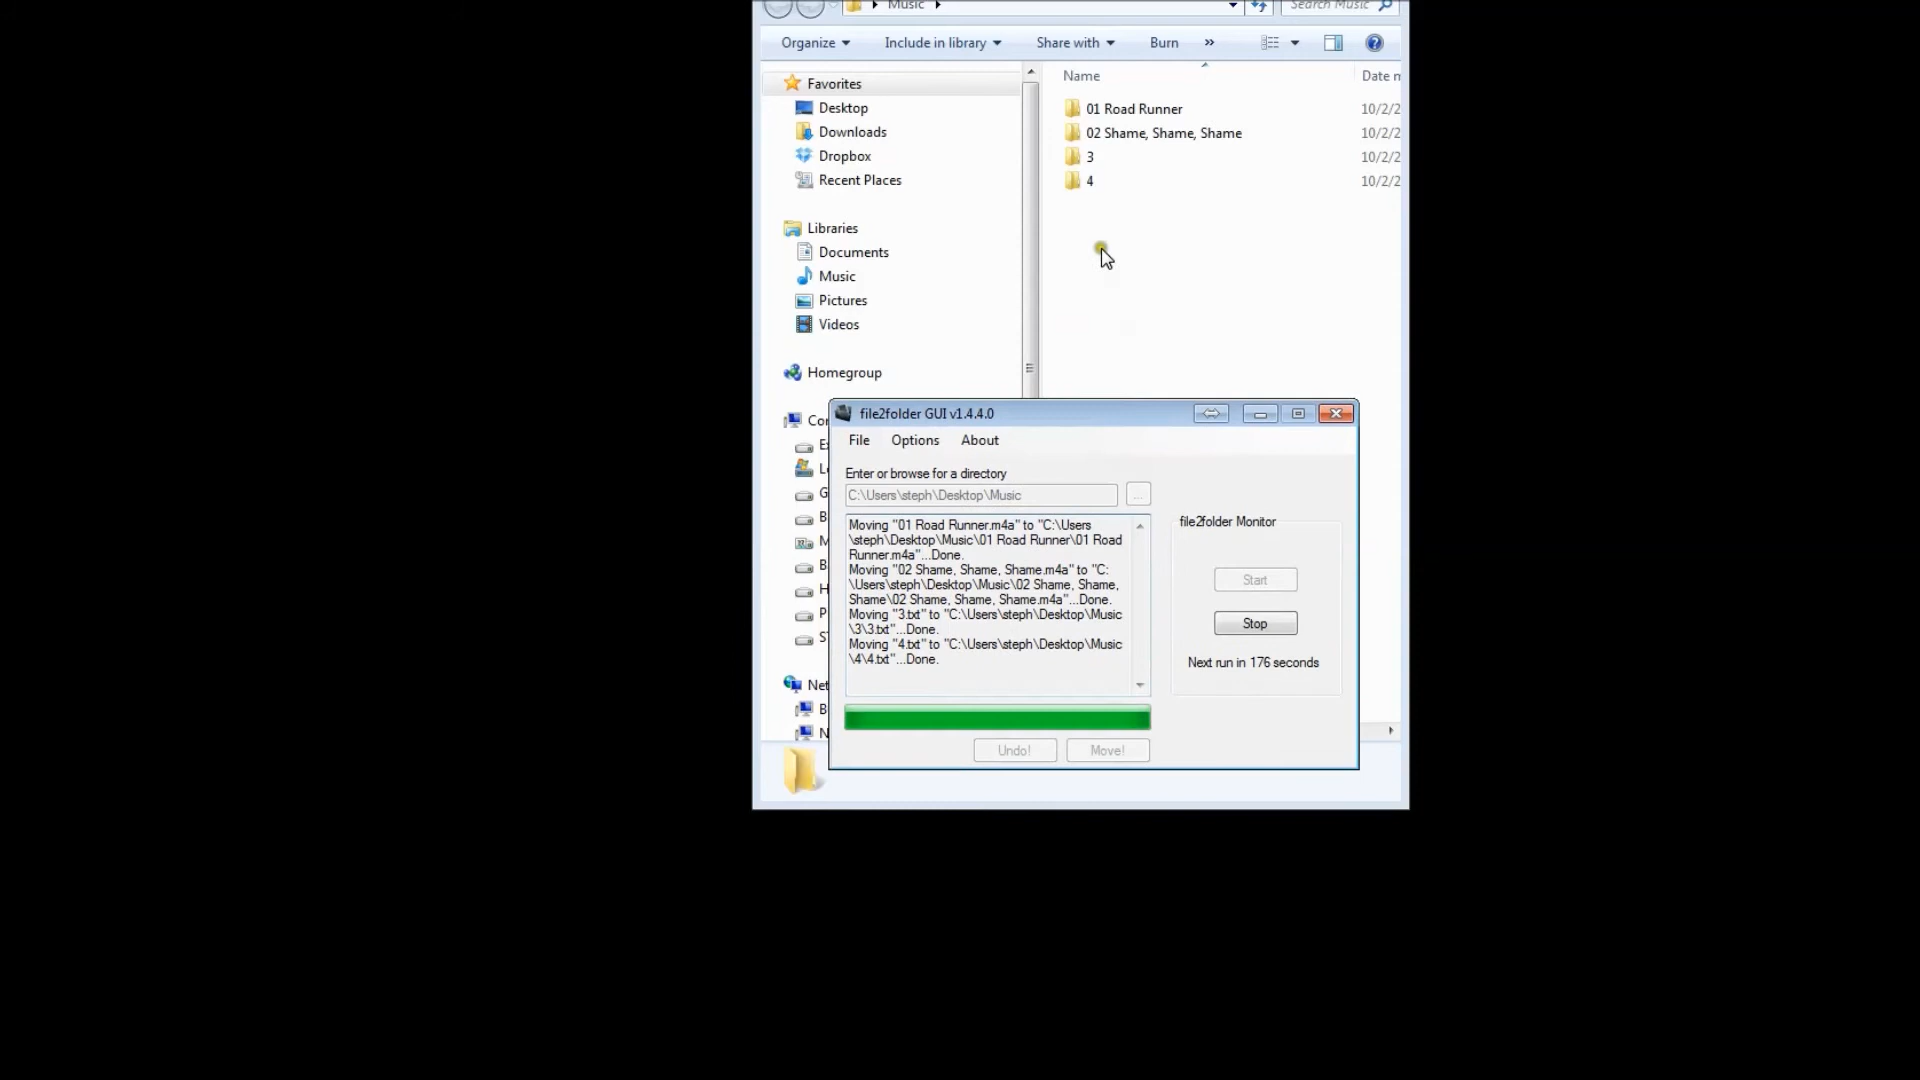 Music
Search Music
Organize
Include in library
Share with
Burn
»
Favorites
Desktop
Downloads
Dropbox
Recent Places
Libraries
Documents
Music
Pictures
Videos
Homegroup
Name
Date m
01 Road Runner
10/2/2
02 Shame, Shame, Shame
10/2/2
3
10/2/2
4
10/2/2
file2folder GUI v1.4.4.0
File
Options
About
Enter or browse for a directory
C:\Users\steph\Desktop\Music
...
Moving "01 Road Runner.m4a" to "C:\Users
\steph\Desktop\Music\01 Road Runner\01 Road
Runner.m4a"...Done.
Moving "02 Shame, Shame, Shame.m4a" to "C:
\Users\steph\Desktop\Music\02 Shame, Shame,
Shame\02 Shame, Shame, Shame.m4a"...Done.
Moving "3.txt" to "C:\Users\steph\Desktop\Music
\3\3.txt"...Done.
Moving "4.txt" to "C:\Users\steph\Desktop\Music
\4\4.txt"...Done.
file2folder Monitor
Start
Stop
Next run in 176 seconds
Undo!
Move!